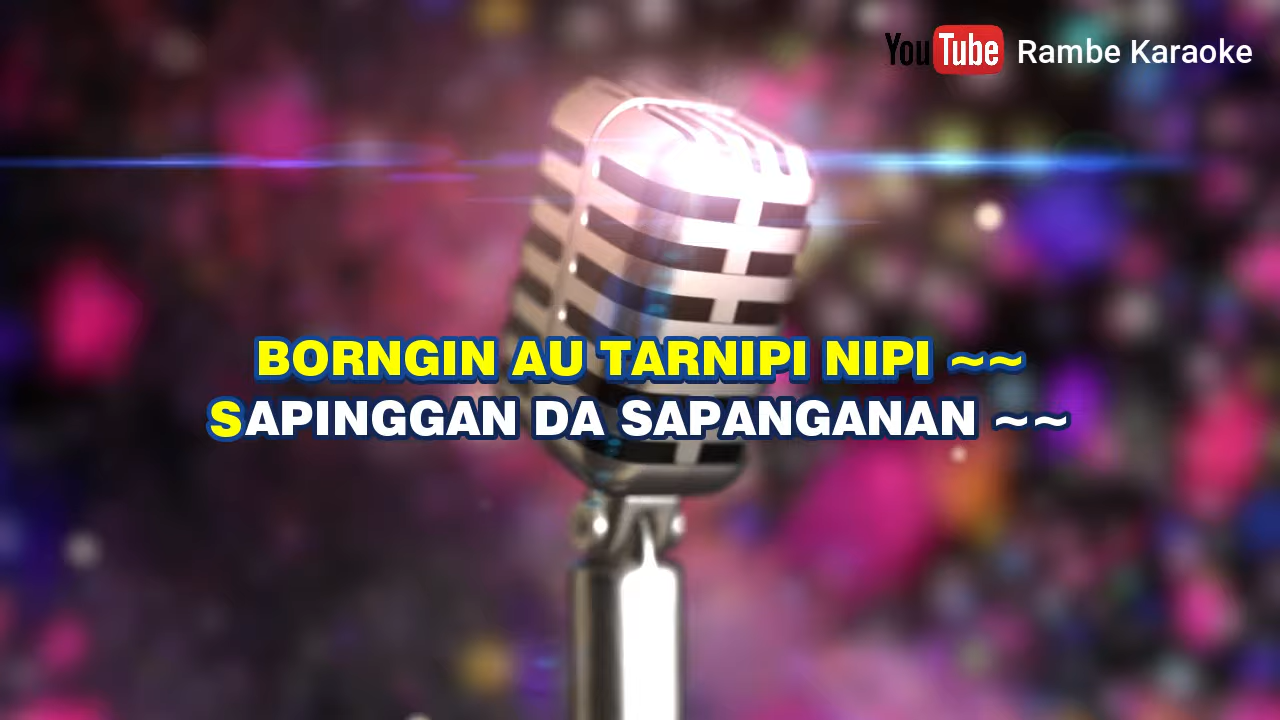 YouTube Rambe Karaoke
BORNGIN AU TARNIPI NIPI ~~
SAPINGGAN DA SAPANGANAN ~~